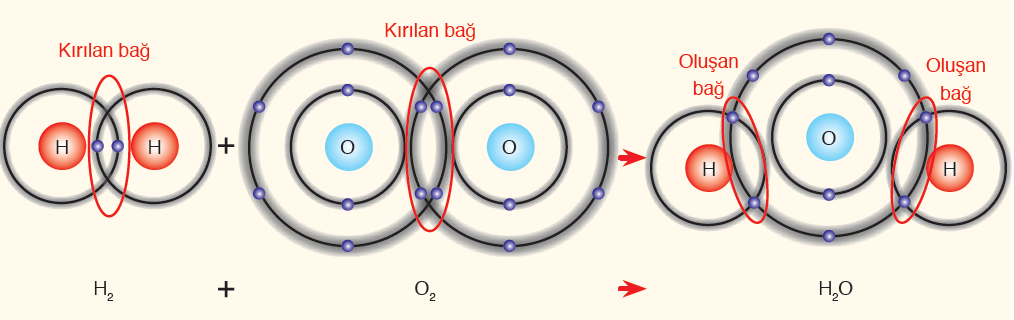 Kırılan bağ
Kırılan bağ
Oluşan
bağ
Oluşan
bağ
H H + O O O H H
H₂ + O₂ H₂O